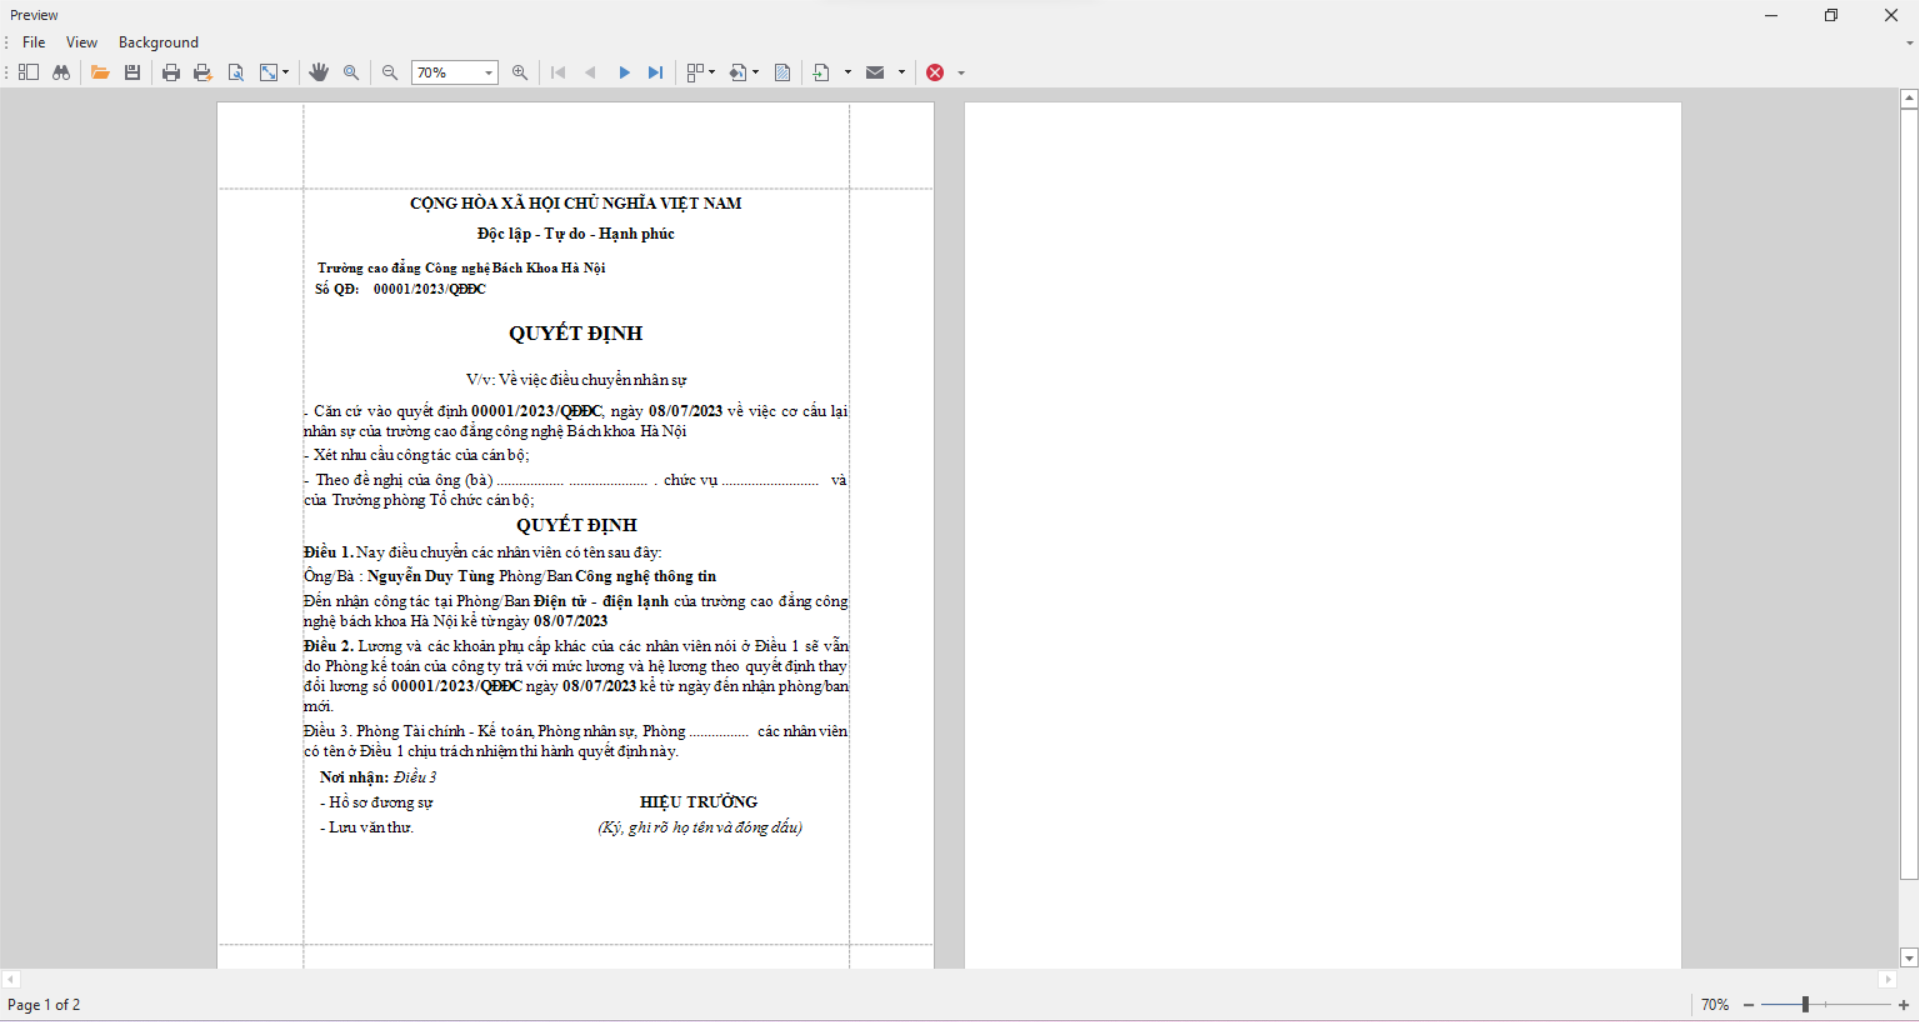 Preview
File View Background
70%
CỘNG HÒA XÃ HỘI CHỦ NGHĨA VIỆT NAM
Độc lập - Tự do - Hạnh phúc
Trường cao đẳng Công nghệ Bách Khoa Hà Nội
Số QĐ: 00001/2023/QĐĐC
QUYẾT ĐỊNH
V/v: Về việc điều chuyển nhân sự
- Căn cứ vào quyết định 00001/2023/QĐĐC, ngày 08/07/2023 về việc cơ cấu lại
nhân sự của trường cao đẳng công nghệ Bách khoa Hà Nội
- Xét nhu cầu công tác của cán bộ;
- Theo đề nghị của ông (bà) .................. ..................... . chức vụ .......................... và
của Trưởng phòng Tổ chức cán bộ;
QUYẾT ĐỊNH
Điều 1. Nay điều chuyển các nhân viên có tên sau đây:
Ông/Bà : Nguyễn Duy Tùng Phòng/Ban Công nghệ thông tin
Đến nhận công tác tại Phòng/Ban Điện tử - điện lạnh của trường cao đẳng công
nghệ bách khoa Hà Nội kể từ ngày 08/07/2023
Điều 2. Lương và các khoản phụ cấp khác của các nhân viên nói ở Điều 1 sẽ vẫn
do Phòng kế toán của công ty trả với mức lương và hệ lương theo quyết định thay
đổi lương số 00001/2023/QĐĐC ngày 08/07/2023 kể từ ngày đến nhận phòng/ban
mới.
Điều 3. Phòng Tài chính - Kế toán, Phòng nhân sự, Phòng ................ các nhân viên
có tên ở Điều 1 chịu trách nhiệm thi hành quyết định này.
Nơi nhận: Điều 3
- Hồ sơ đương sự
HIỆU TRƯỞNG
- Lưu văn thư.
(Ký, ghi rõ họ tên và đóng dấu)
Page 1 of 2
70%